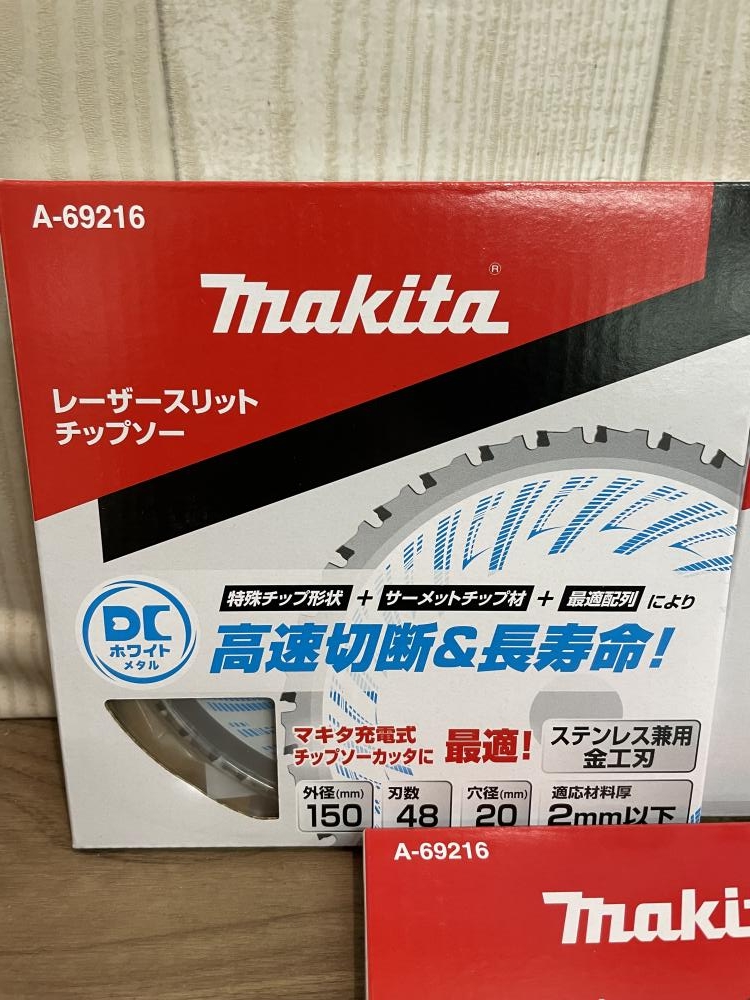 A-69216
makita®
レーザースリット
チップソー
DC
ホワイト
メタル
特殊チップ形状 + サーメットチップ材 + 最適配列 により
高速切断&長寿命!
マキタ充電式
チップソーカッタに 最適!
ステンレス兼用
金工刃
外径(mm) 刃数 穴径(mm) 適応材料厚
150 48 20 2mm以下
A-69216
makit